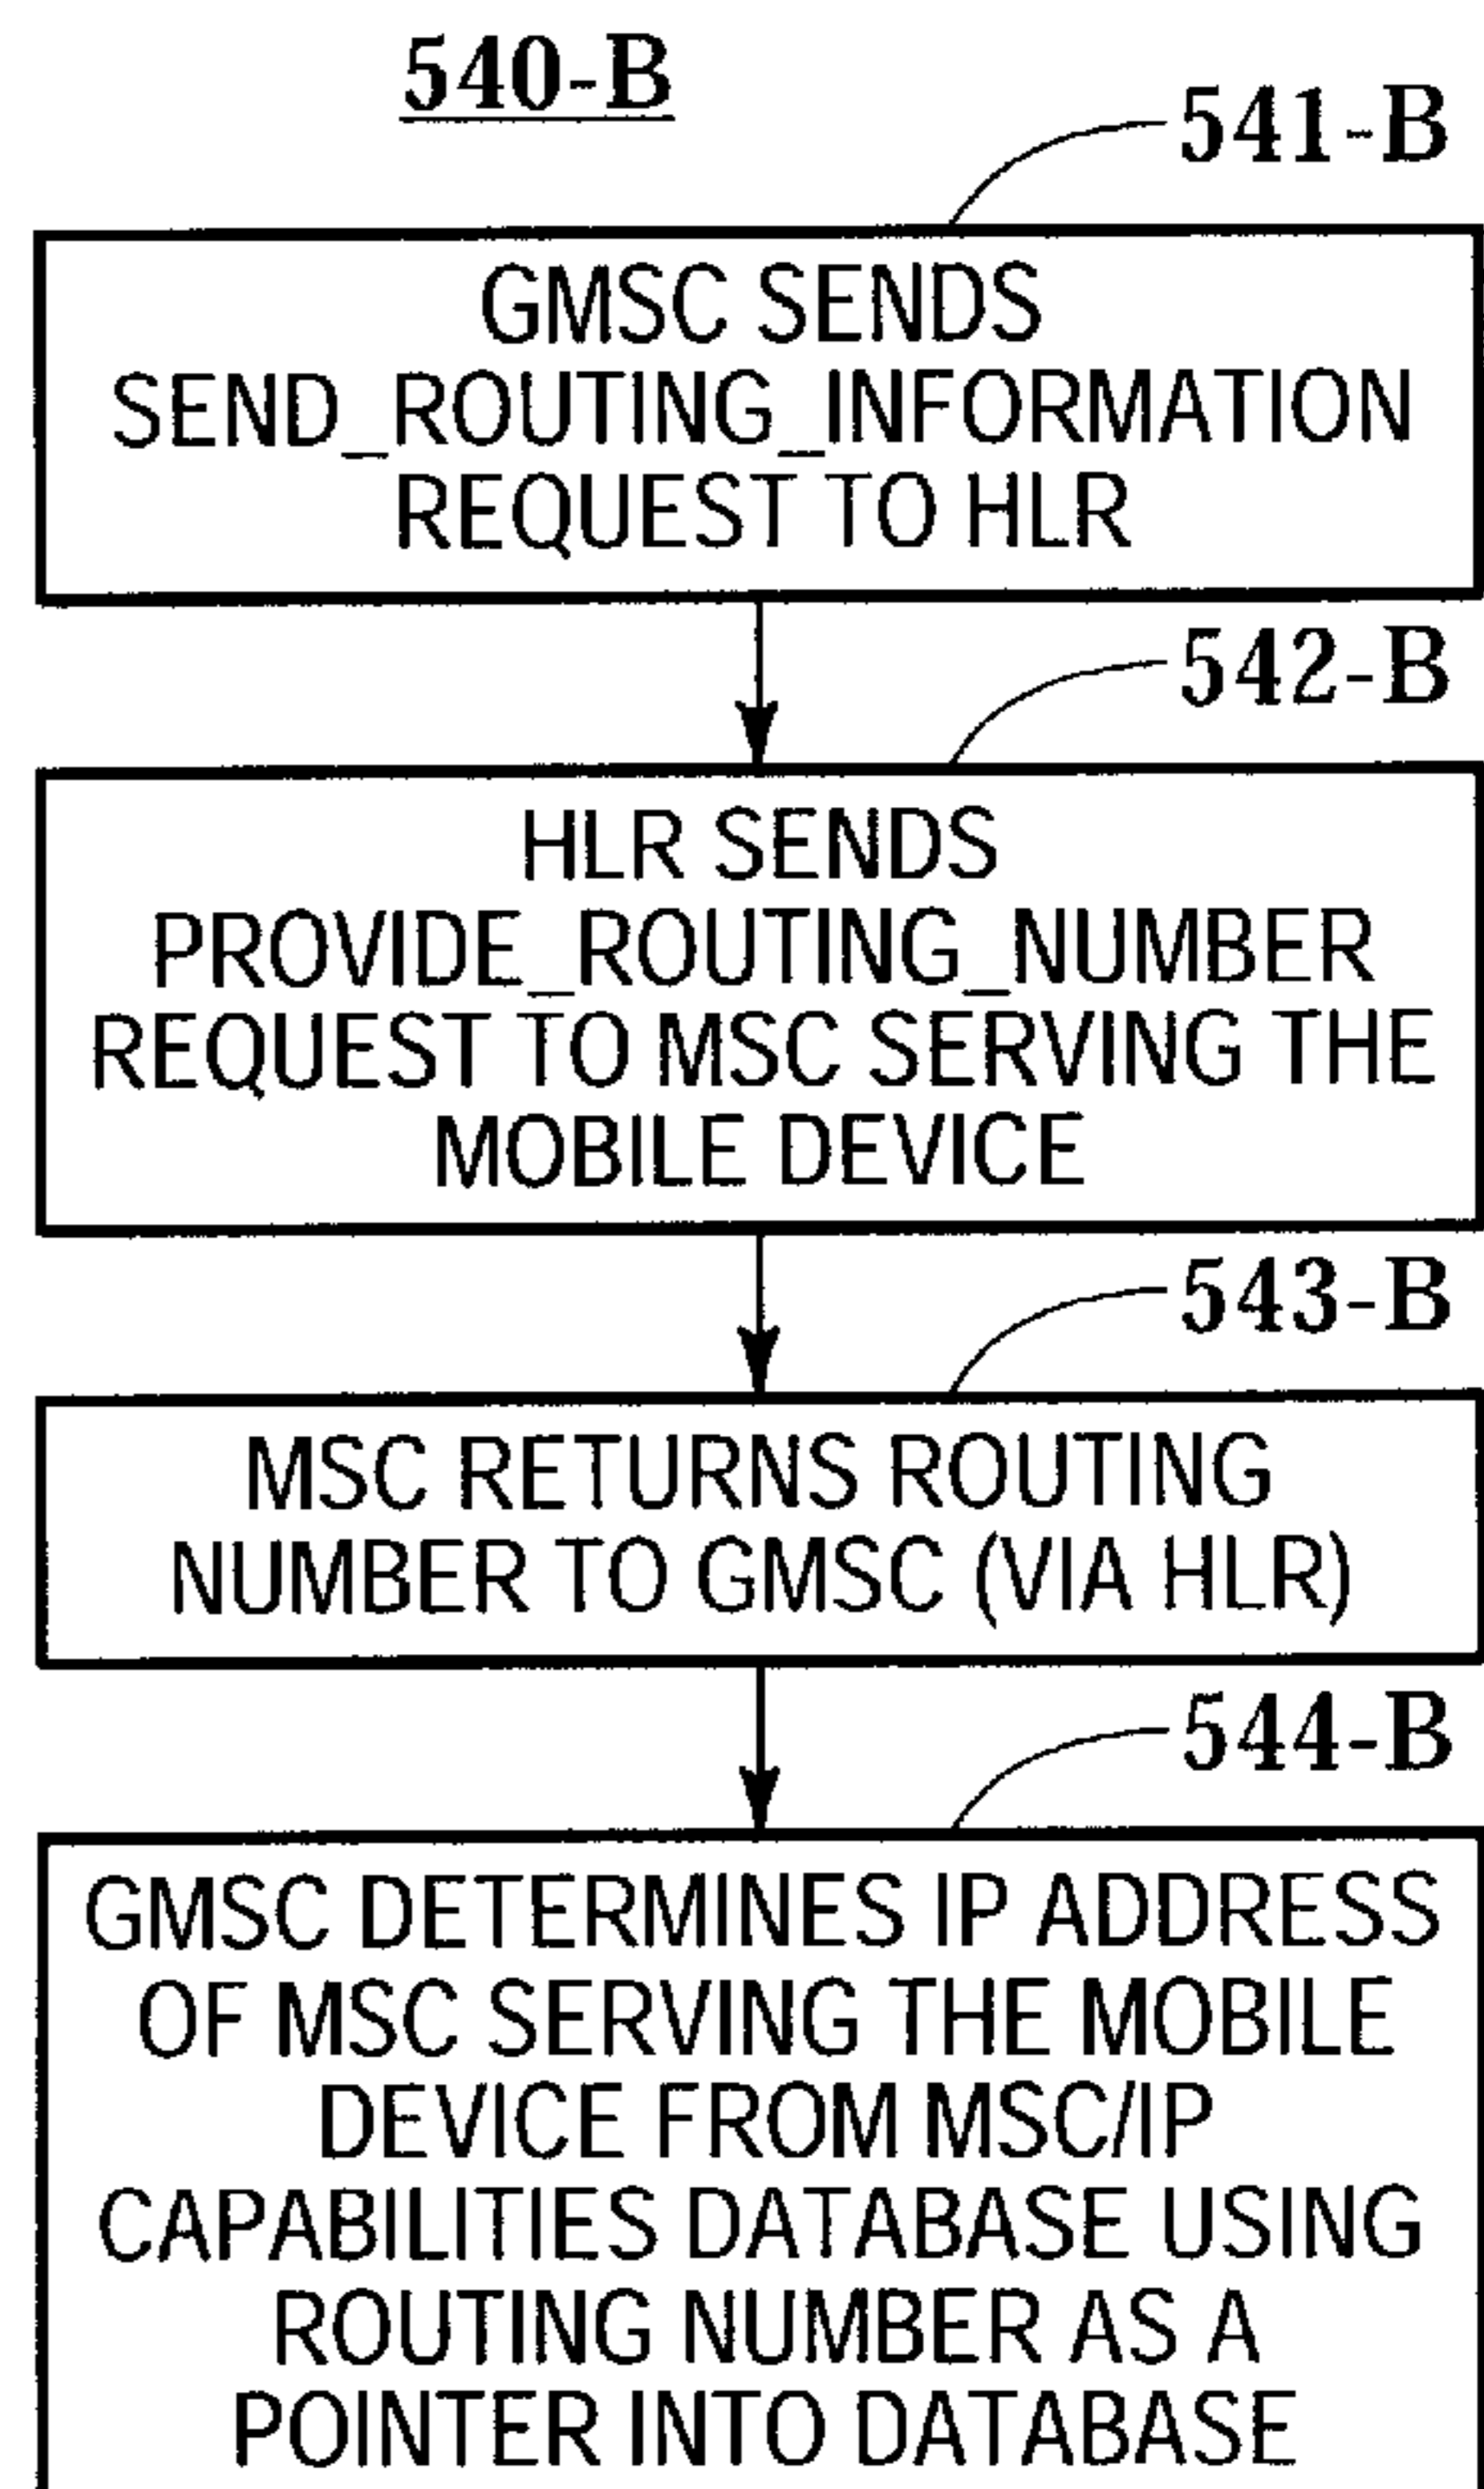 540-B
541-B
GMSC SENDS
SEND_ROUTING_INFORMATION
REQUEST TO HLR
542-B
HLR SENDS
PROVIDE_ROUTING_NUMBER
REQUEST TO MSC SERVING THE
MOBILE DEVICE
543-B
MSC RETURNS ROUTING
NUMBER TO GMSC (VIA HLR)
544-B
GMSC DETERMINES IP ADDRESS
OF MSC SERVING THE MOBILE
DEVICE FROM MSC/IP
CAPABILITIES DATABASE USING
ROUTING NUMBER AS A
POINTER INTO DATABASE